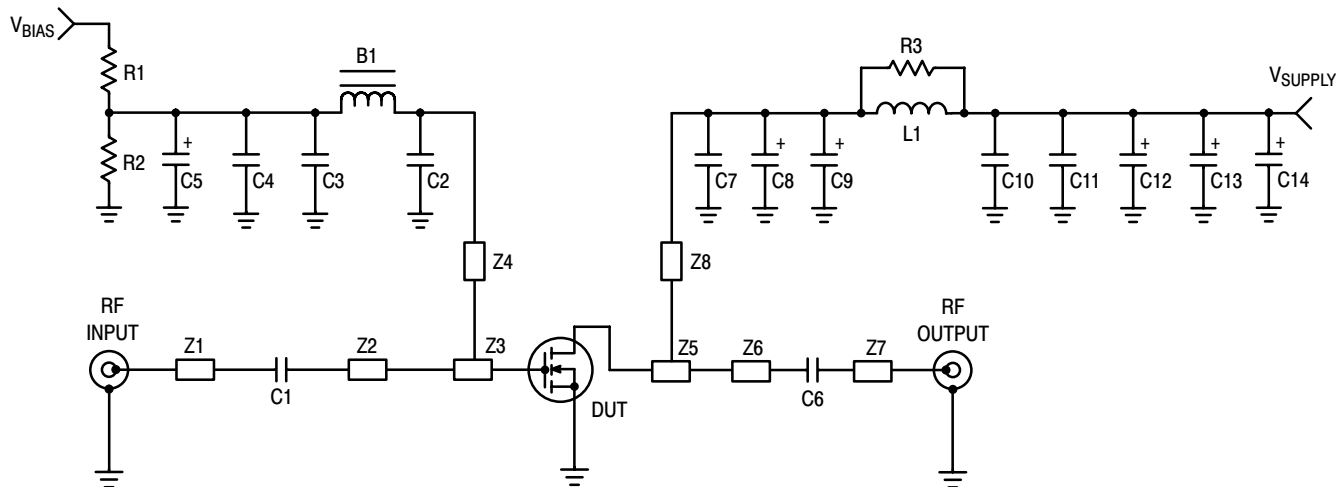 VBIAS
R1
B1
R3
VSUPPLY
L1
R2
+
C5
C4
C3
C2
C7
+
C8
+
C9
C10
C11
+
C12
+
C13
+
C14
Z4
Z8
RF
INPUT
RF
OUTPUT
Z1
Z2
Z3
Z5
Z6
Z7
C1
DUT
C6